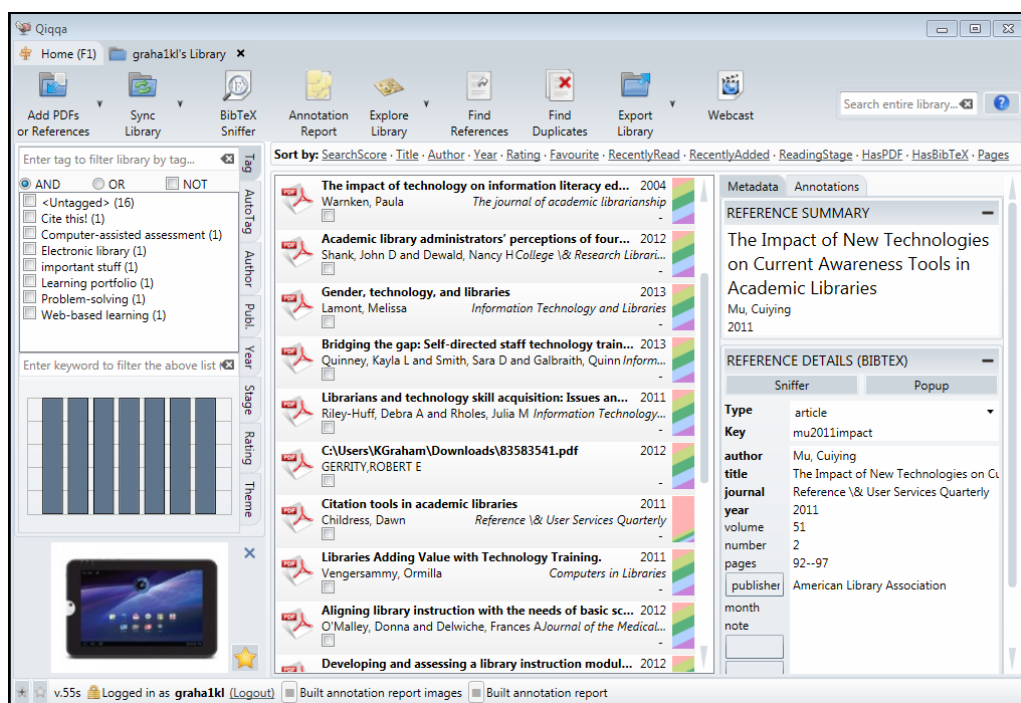 Qiqqa
Home (F1) graha1kl's Library ×
Add PDFs or References
Sync Library
BibTeX Sniffer
Annotation Report
Explore Library
Find References
Find Duplicates
Export Library
Webcast
Search entire library...
Enter tag to filter library by tag...
AND OR NOT
<Untagged> (16)
Cite this! (1)
Computer-assisted assessment (1)
Electronic library (1)
important stuff (1)
Learning portfolio (1)
Problem-solving (1)
Web-based learning (1)
Enter keyword to filter the above list
Tag
AutoTag
Author
Publ.
Year
Stage
Rating
Theme
Sort by: SearchScore · Title · Author · Year · Rating · Favourite · RecentlyRead · RecentlyAdded · ReadingStage · HasPDF · HasBibTeX · Pages
The impact of technology on information literacy ed... 2004
Warnken, Paula The journal of academic librarianship
-
Academic library administrators' perceptions of four... 2012
Shank, John D and Dewald, Nancy H College \& Research Librari...
-
Gender, technology, and libraries 2013
Lamont, Melissa Information Technology and Libraries
-
Bridging the gap: Self-directed staff technology train... 2013
Quinney, Kayla L and Smith, Sara D and Galbraith, Quinn Inform...
-
Librarians and technology skill acquisition: Issues an... 2011
Riley-Huff, Debra A and Rholes, Julia M Information Technology...
-
C:\Users\KGraham\Downloads\83583541.pdf 2012
GERRITY,ROBERT E
-
Citation tools in academic libraries 2011
Childress, Dawn Reference \& User Services Quarterly
-
Libraries Adding Value with Technology Training. 2011
Vengersammy, Ormilla Computers in Libraries
-
Aligning library instruction with the needs of basic sc... 2012
O'Malley, Donna and Delwiche, Frances A Journal of the Medical...
-
Developing and assessing a library instruction modul... 2012
Metadata Annotations
REFERENCE SUMMARY
The Impact of New Technologies
on Current Awareness Tools in
Academic Libraries
Mu, Cuiying
2011
REFERENCE DETAILS (BIBTEX)
Sniffer Popup
Type article
Key mu2011impact
author Mu, Cuiying
title The Impact of New Technologies on Cu
journal Reference \& User Services Quarterly
year 2011
volume 51
number 2
pages 92--97
publisher American Library Association
month
note
v.55s Logged in as graha1kl (Logout) Built annotation report images Built annotation report